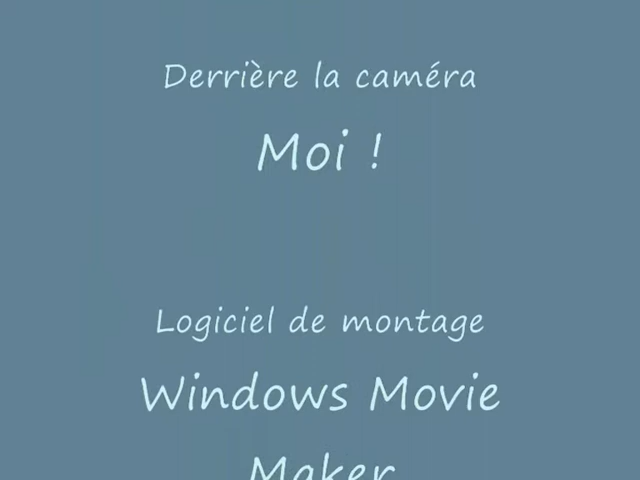 Derrière la caméra
Moi !
Logiciel de montage
Windows Movie
Maker